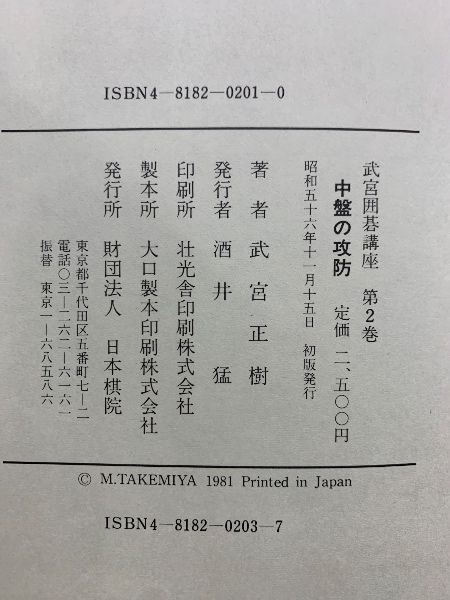 ISBN4-8182-0201-0
武宮囲碁講座 第2巻
中盤の攻防 定価 二、五〇〇円
昭和五十六年十一月十五日 初版発行
著者 武宮正樹
発行者 酒井猛
印刷所 壮光舎印刷株式会社
製本所 大口製本印刷株式会社
発行所 財団法人 日本棋院
東京都千代田区五番町七—二
電話〇三—二六二—六一六一
振替 東京一—六八五八六
© M.TAKEMIYA 1981 Printed in Japan
ISBN4-8182-0203-7